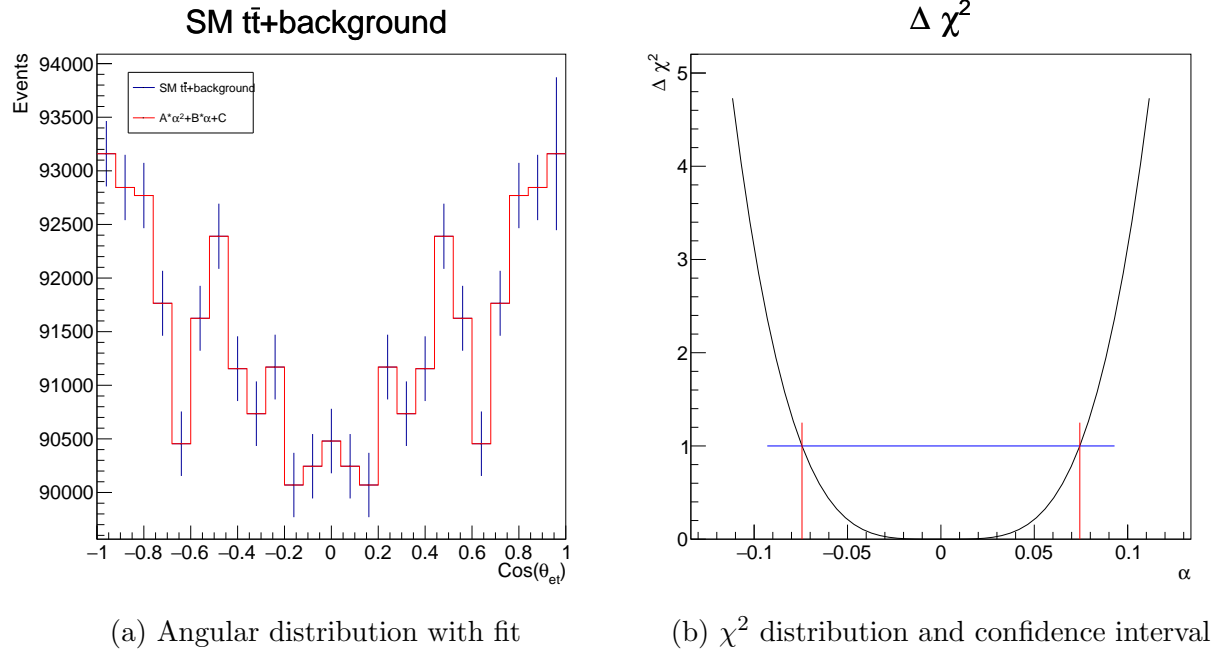 SM tt̄+background
Events
94000
93500
93000
92500
92000
91500
91000
90500
90000
SM tt̄+background
A*α²+B*α+C
−1 −0.8 −0.6 −0.4 −0.2 0 0.2 0.4 0.6 0.8 1
Cos(θ_et)
(a) Angular distribution with fit
Δ χ²
Δ χ²
5
4
3
2
1
0
−0.1 −0.05 0 0.05 0.1
α
(b) χ² distribution and confidence interval